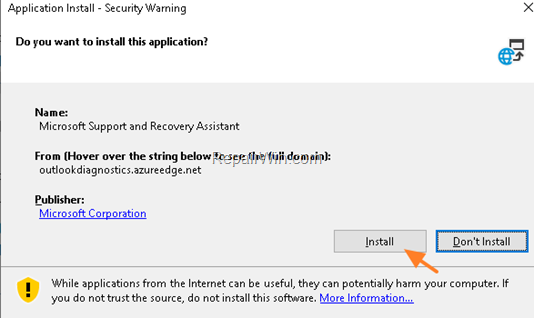 Application Install - Security Warning
Do you want to install this application?
Name:
Microsoft Support and Recovery Assistant
From (Hover over the string below to see the full domain):
RepairWin.com
outlookdiagnostics.azureedge.net
Publisher:
Microsoft Corporation
Install
Don't Install
While applications from the Internet can be useful, they can potentially harm your computer. If
you do not trust the source, do not install this software. More Information...